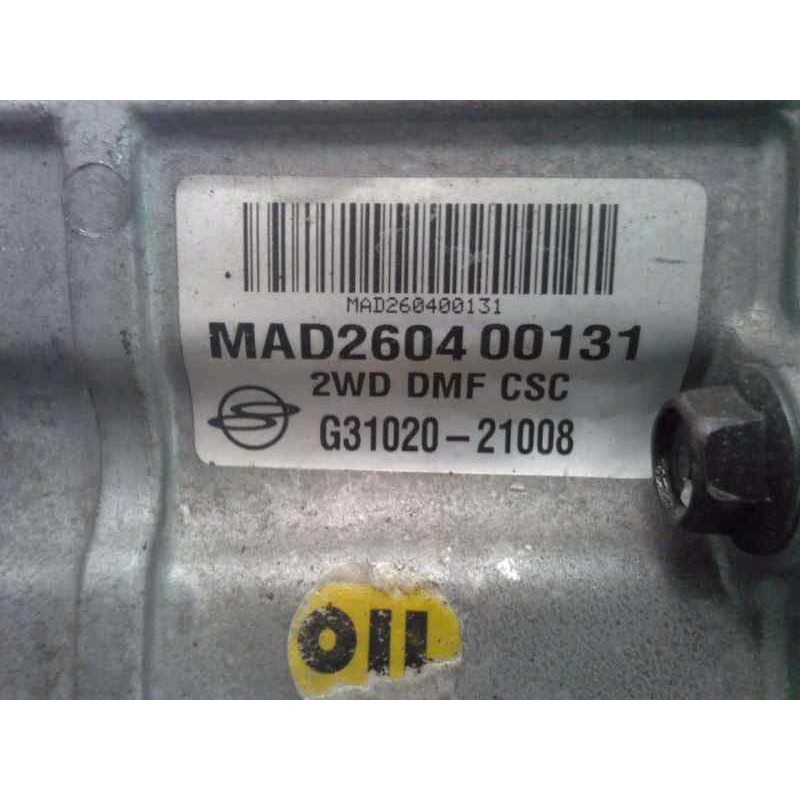 MAD260400131
MAD2604 00131
2WD DMF CSC
G31020-21008
OIL